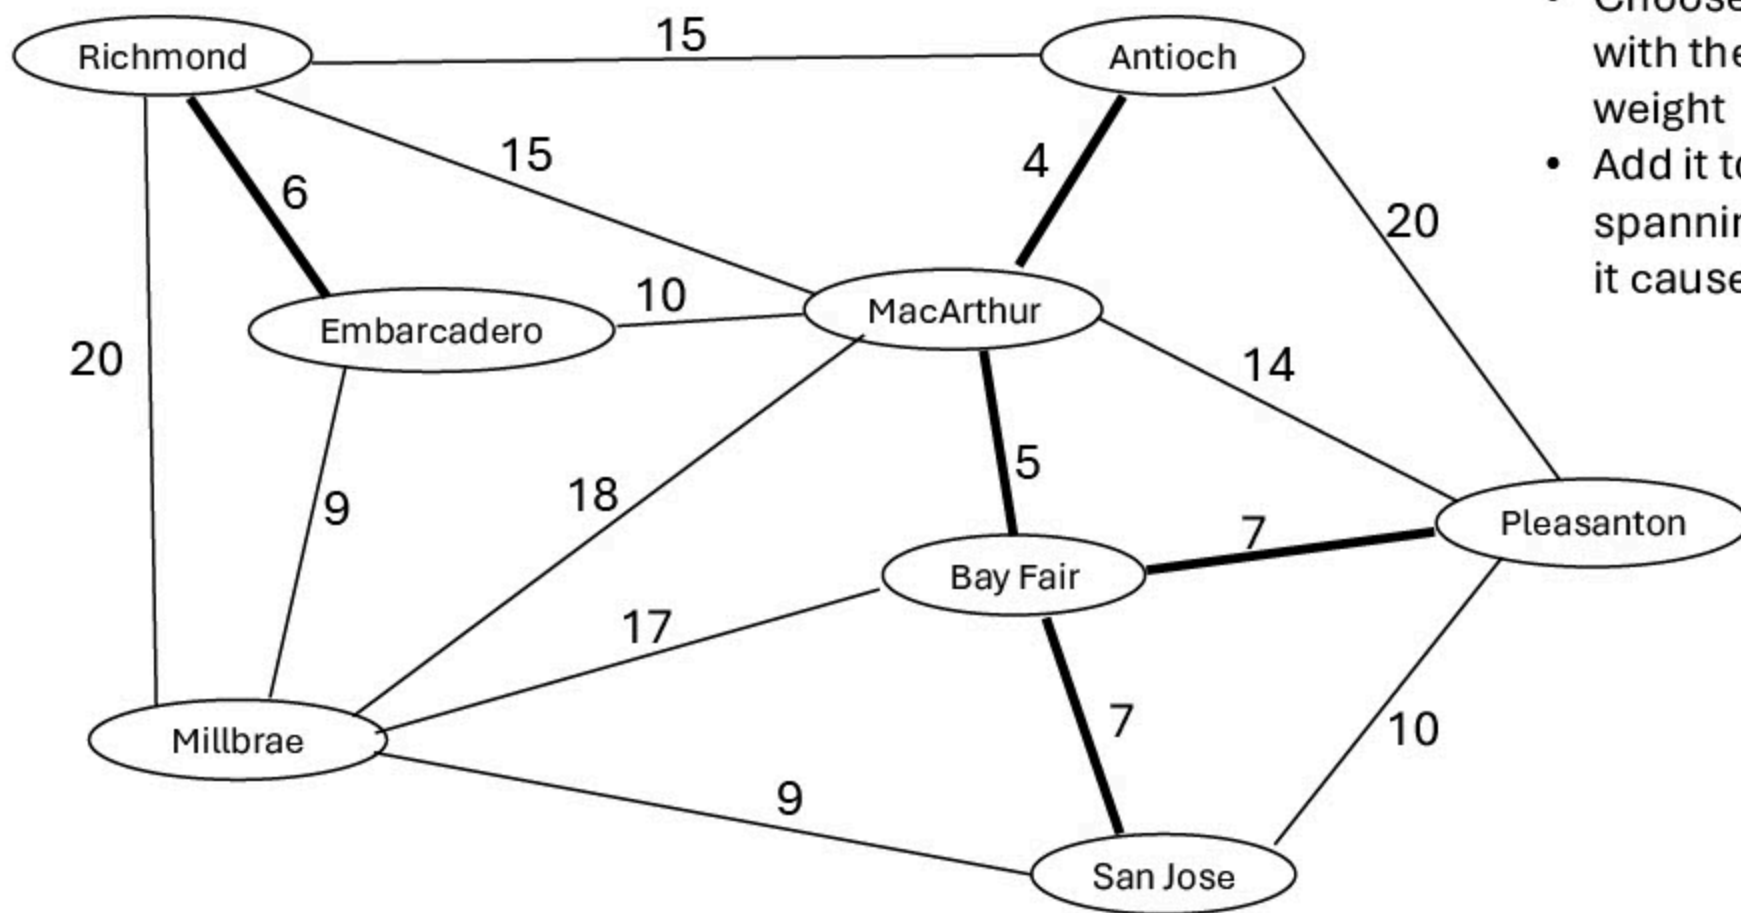 Richmond
15
Antioch
6
15
4
20
20
Embarcadero
10
MacArthur
14
9
18
5
Pleasanton
7
Bay Fair
17
7
10
Millbrae
9
San Jose
• Choose
with the
weight
• Add it to
it cause